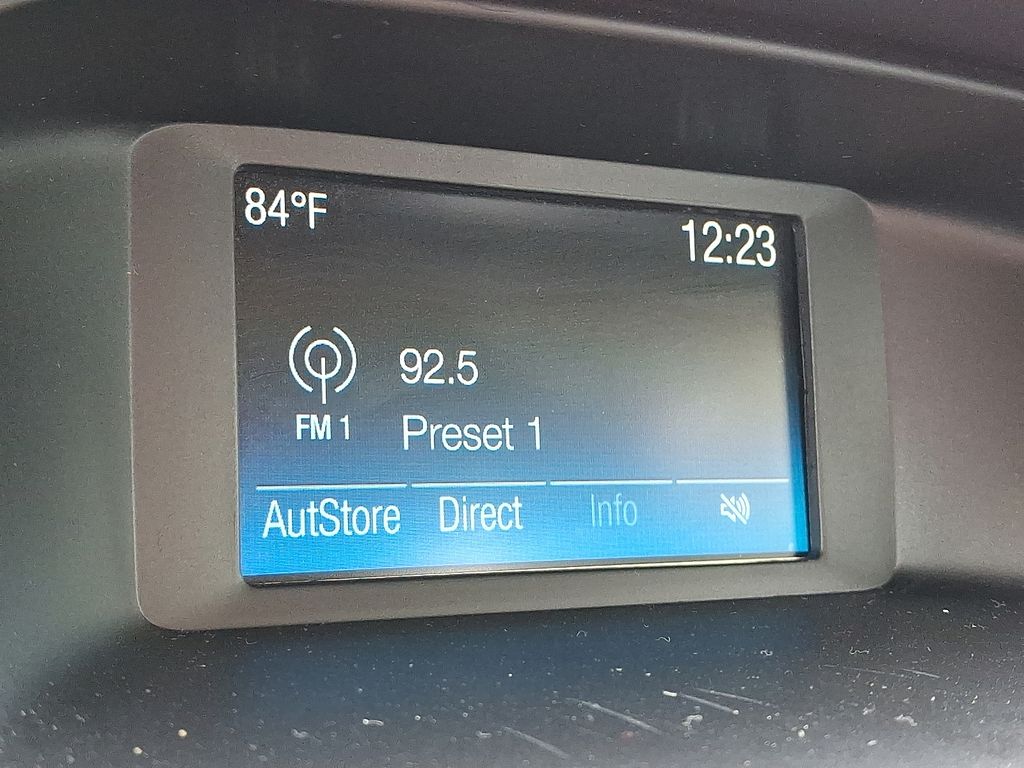 84°F
12:23
92.5
FM 1
Preset 1
AutStore Direct Info